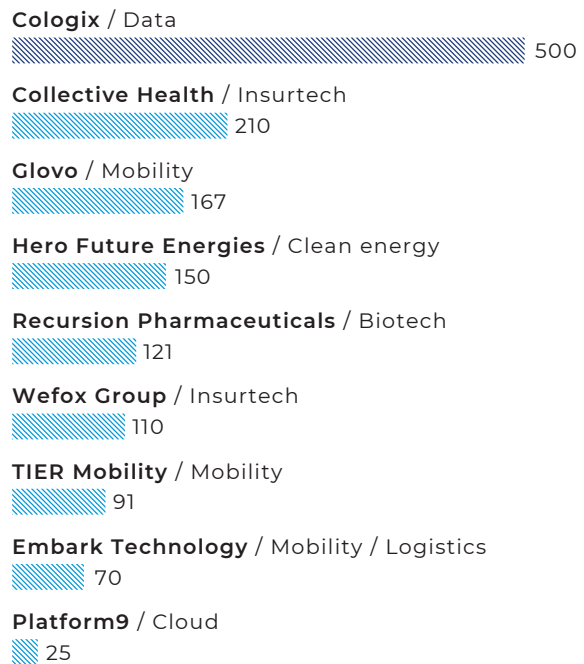 Cologix / Data
500
Collective Health / Insurtech
210
Glovo / Mobility
167
Hero Future Energies / Clean energy
150
Recursion Pharmaceuticals / Biotech
121
Wefox Group / Insurtech
110
TIER Mobility / Mobility
91
Embark Technology / Mobility / Logistics
70
Platform9 / Cloud
25